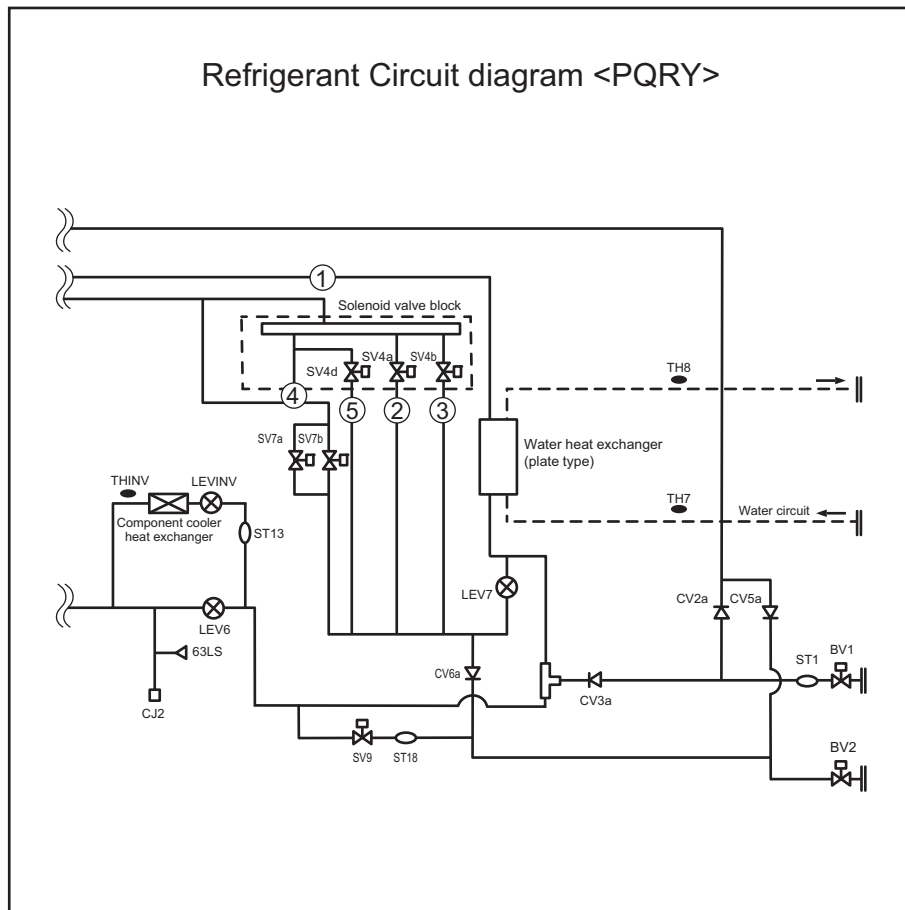 Refrigerant Circuit diagram <PQRY>
1
Solenoid valve block
SV4d
SV4a
SV4b
TH8
4
5
2
3
SV7a
SV7b
Water heat exchanger
(plate type)
THINV
LEVINV
TH7
Water circuit
Component cooler
heat exchanger
ST13
LEV7
CV2a
CV5a
LEV6
63LS
CV6a
ST1
BV1
CJ2
CV3a
SV9
ST18
BV2